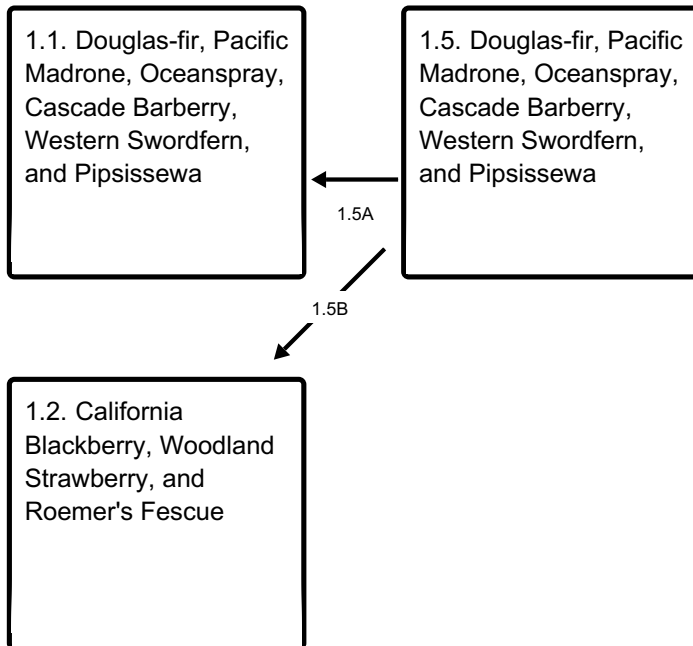 1.1. Douglas-fir, Pacific
Madrone, Oceanspray,
Cascade Barberry,
Western Swordfern,
and Pipsissewa
1.5. Douglas-fir, Pacific
Madrone, Oceanspray,
Cascade Barberry,
Western Swordfern,
and Pipsissewa
1.5A
1.5B
1.2. California
Blackberry, Woodland
Strawberry, and
Roemer's Fescue